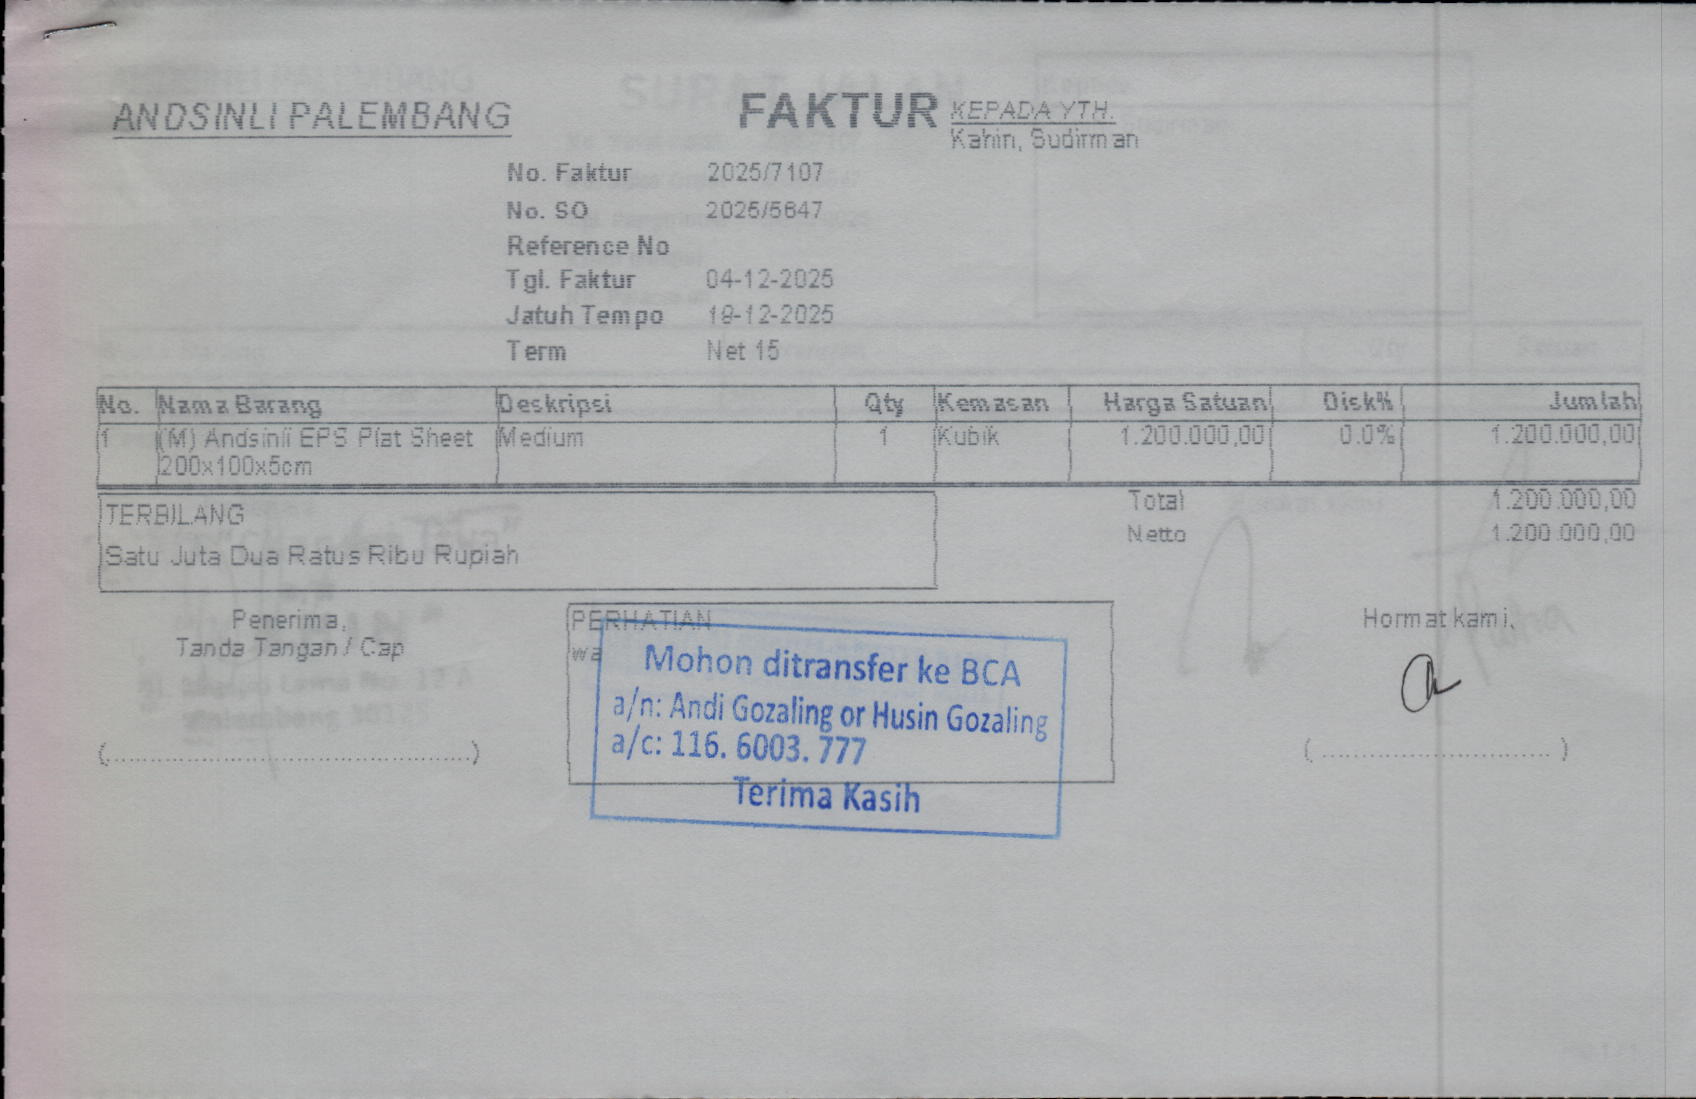 ANDSINLI PALEMBANG
FAKTUR
KEPADA YTH.
Kahin, Sudirman
No. Faktur 2025/7107
No. SO 2025/5647
Reference No
Tgl. Faktur 04-12-2025
Jatuh Tempo 19-12-2025
Term Net 15
No. Nama Barang Deskripsi Qty Kemasan Harga Satuan Disk% Jumlah
1 (M) Andsinli EPS Plat Sheet Medium 1 Kubik 1.200.000,00 0.0% 1.200.000,00
200x100x5cm
Total 1.200.000,00
Netto 1.200.000,00
TERBILANG
Satu Juta Dua Ratus Ribu Rupiah
Penerima,
Tanda Tangan / Cap
(................................................)
PERHATIAN
Mohon ditransfer ke BCA
a/n: Andi Gozaling or Husin Gozaling
a/c: 116. 6003. 777
Terima Kasih
Hormat kami,
(..............................)